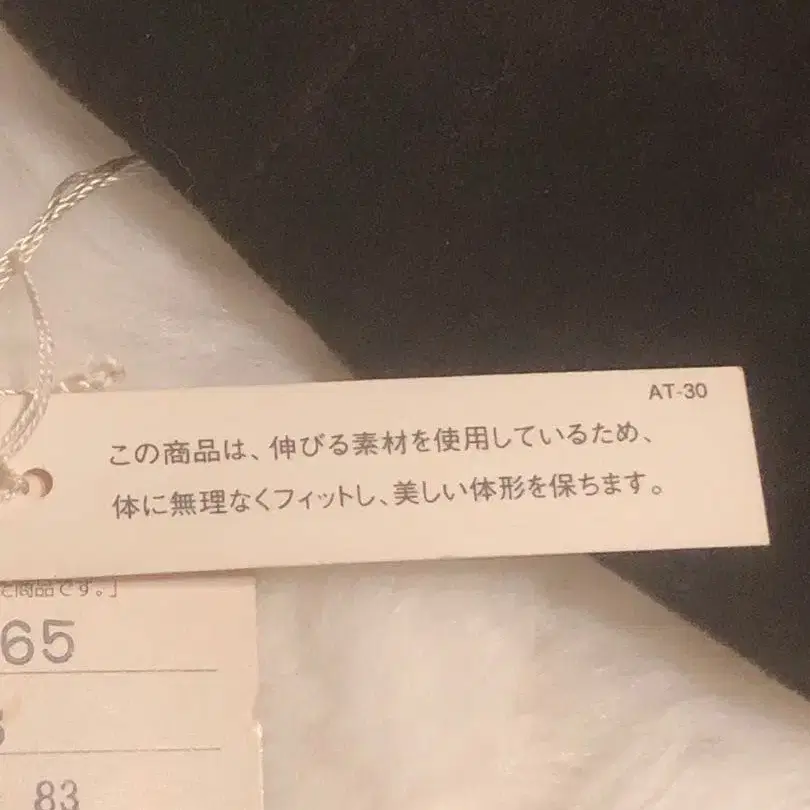 AT-30
この商品は、伸びる素材を使用しているため、
体に無理なくフィットし、美しい体形を保ちます。
商品です。」
65
83